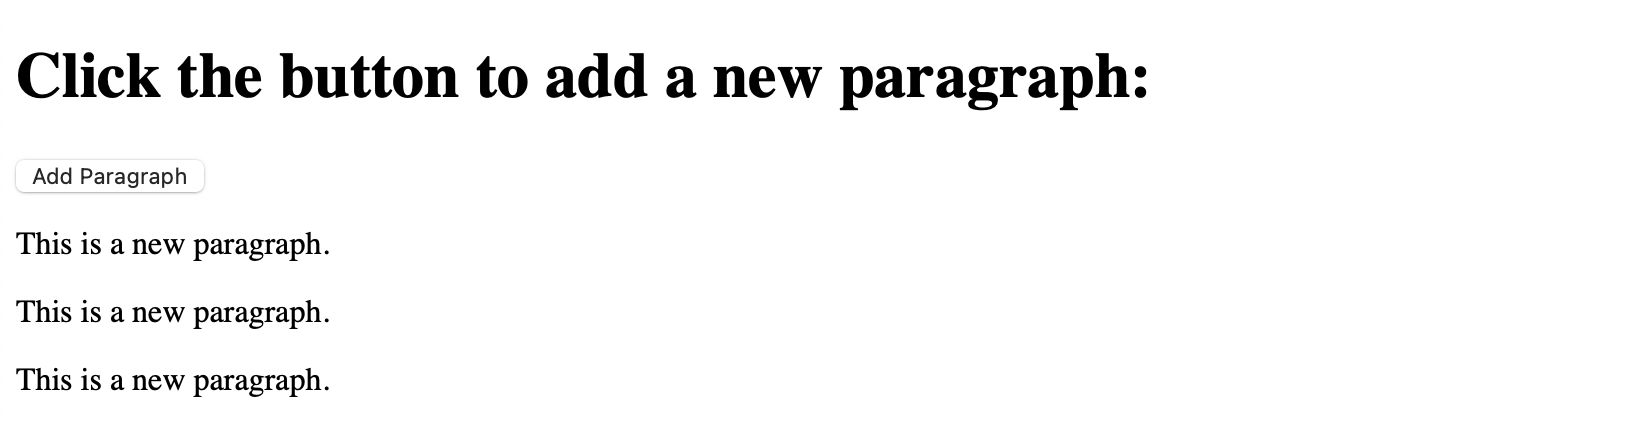 Click the button to add a new paragraph:
Add Paragraph
This is a new paragraph.
This is a new paragraph.
This is a new paragraph.